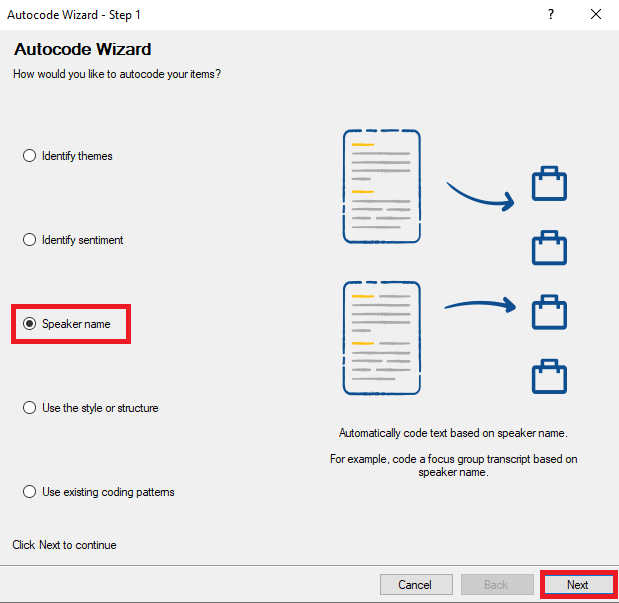 Autocode Wizard - Step 1
?
Autocode Wizard
How would you like to autocode your items?
Identify themes
Identify sentiment
Speaker name
Use the style or structure
Automatically code text based on speaker name.
For example, code a focus group transcript based on
speaker name.
Use existing coding patterns
Click Next to continue
Cancel
Back
Next